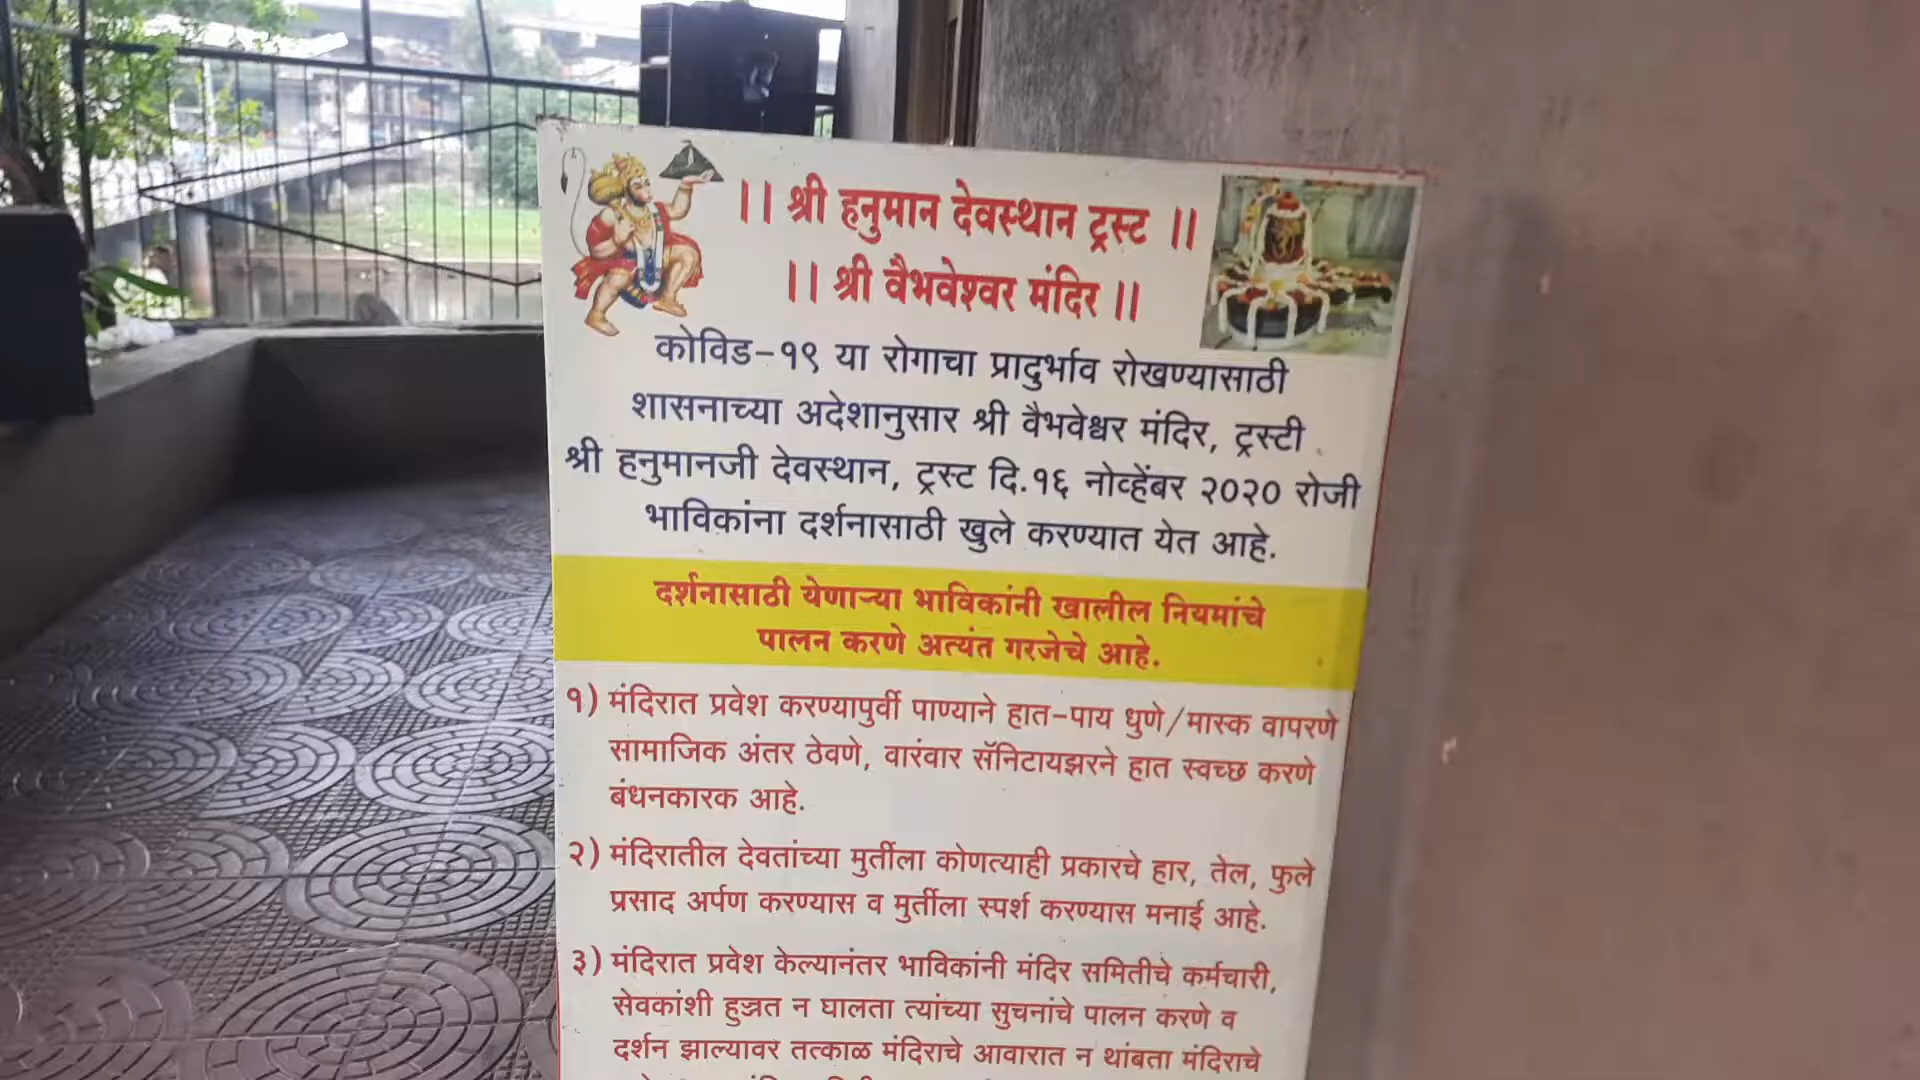 ।। श्री हनुमान देवस्थान ट्रस्ट ।।
।। श्री वैभवेश्वर मंदिर ।।
कोविड-१९ या रोगाचा प्रादुर्भाव रोखण्यासाठी
शासनाच्या अदेशानुसार श्री वैभवेश्वर मंदिर, ट्रस्टी
श्री हनुमानजी देवस्थान, ट्रस्ट दि.१६ नोव्हेंबर २०२० रोजी
भाविकांना दर्शनासाठी खुले करण्यात येत आहे.
दर्शनासाठी येणाऱ्या भाविकांनी खालील नियमांचे
पालन करणे अत्यंत गरजेचे आहे.
१) मंदिरात प्रवेश करण्यापुर्वी पाण्याने हात-पाय धुणे/मास्क वापरणे
सामाजिक अंतर ठेवणे, वारंवार सॅनिटायझरने हात स्वच्छ करणे
बंधनकारक आहे.
२) मंदिरातील देवतांच्या मुर्तीला कोणत्याही प्रकारचे हार, तेल, फुले
प्रसाद अर्पण करण्यास व मुर्तीला स्पर्श करण्यास मनाई आहे.
३) मंदिरात प्रवेश केल्यानंतर भाविकांनी मंदिर समितीचे कर्मचारी,
सेवकांशी हुज्जत न घालता त्यांच्या सुचनांचे पालन करणे व
दर्शन झाल्यावर तत्काळ मंदिराचे आवारात न थांबता मंदिराचे